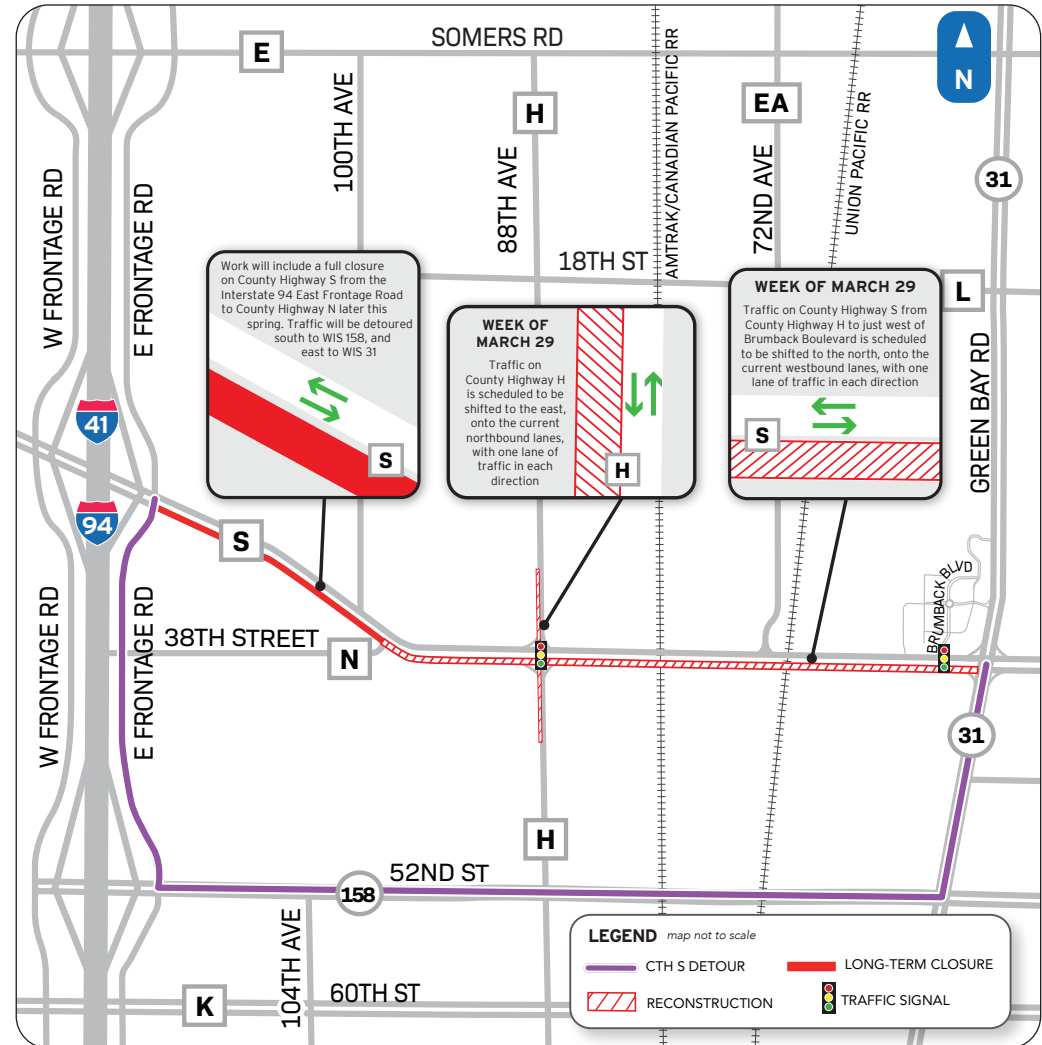 SOMERS RD
E
N
100TH AVE
H
88TH AVE
AMTRAK/CANADIAN PACIFIC RR
EA
72ND AVE
UNION PACIFIC RR
31
W FRONTAGE RD
E FRONTAGE RD
18TH ST
L
GREEN BAY RD
Work will include a full closure
on County Highway S from the
Interstate 94 East Frontage Road
to County Highway N later this
spring. Traffic will be detoured
south to WIS 158, and
east to WIS 31
S
WEEK OF
MARCH 29
Traffic on
County Highway H
is scheduled to be
shifted to the east,
onto the current
northbound lanes,
with one lane of
traffic in each
direction
H
WEEK OF MARCH 29
Traffic on County Highway S from
County Highway H to just west of
Brumback Boulevard is scheduled
to be shifted to the north, onto the
current westbound lanes, with one
lane of traffic in each direction
S
41
94
S
BRUMBACK BLVD
W FRONTAGE RD
E FRONTAGE RD
38TH STREET
N
31
H
52ND ST
158
104TH AVE
60TH ST
K
LEGEND map not to scale
CTH S DETOUR
LONG-TERM CLOSURE
RECONSTRUCTION
TRAFFIC SIGNAL